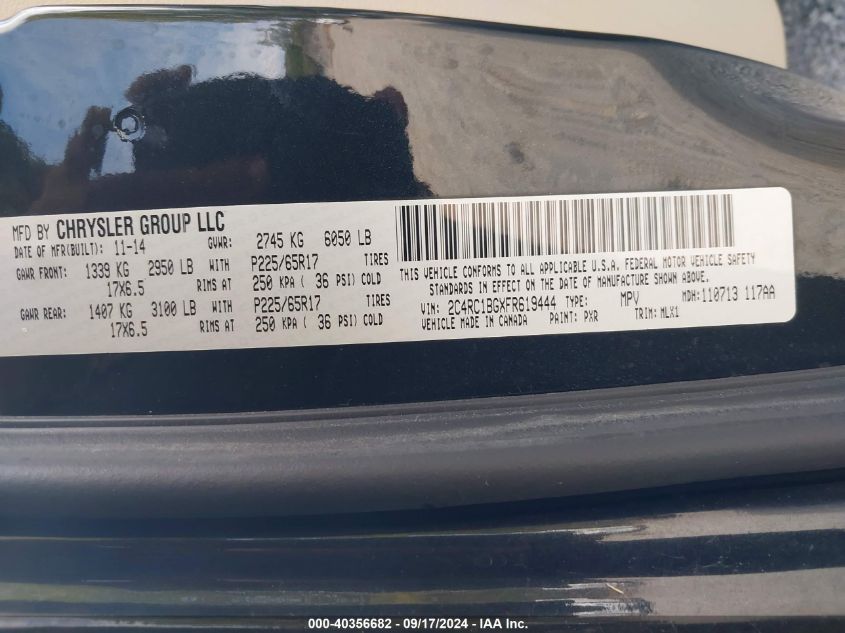 MFD BY CHRYSLER GROUP LLC
DATE OF MFR(BUILT): 11-14 GVWR: 2745 KG 6050 LB
GAWR FRONT: 1339 KG 2950 LB WITH P225/65R17 TIRES
17X6.5 RIMS AT 250 KPA ( 36 PSI) COLD
GAWR REAR: 1407 KG 3100 LB WITH P225/65R17 TIRES
17X6.5 RIMS AT 250 KPA ( 36 PSI) COLD
THIS VEHICLE CONFORMS TO ALL APPLICABLE U.S.A. FEDERAL MOTOR VEHICLE SAFETY
STANDARDS IN EFFECT ON THE DATE OF MANUFACTURE SHOWN ABOVE.
VIN: 2C4RC1BGXFR619444 TYPE: MPV MDH:110713 117AA
VEHICLE MADE IN CANADA PAINT: PXR TRIM: MLX1
000-40356682 - 09/17/2024 - IAA Inc.